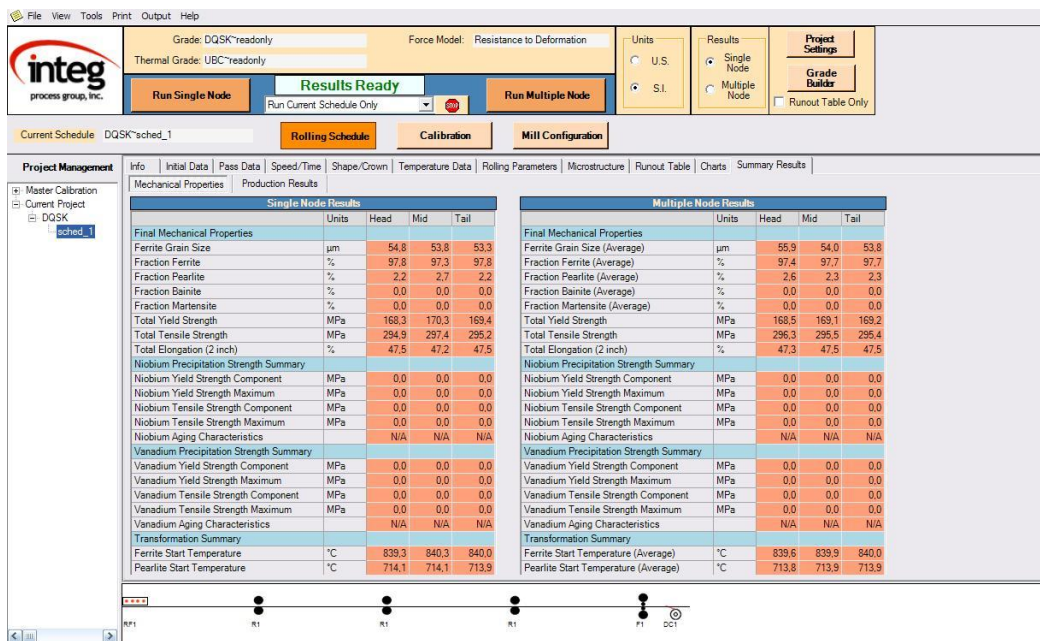 File View Tools Print Output Help
integ
process group, inc.
Grade: DQSK~readonly Force Model: Resistance to Deformation
Thermal Grade: UBC~readonly
Run Single Node
Results Ready
Run Current Schedule Only
STOP
Run Multiple Node
Units
U.S.
S.I.
Results
Single Node
Multiple Node
Project Settings
Grade Builder
Runout Table Only
Current Schedule DQSK~sched_1 Rolling Schedule Calibration Mill Configuration
Project Management
Master Calibration
Current Project
DQSK
sched_1
Info Initial Data Pass Data Speed/Time Shape/Crown Temperature Data Rolling Parameters Microstructure Runout Table Charts Summary Results
Mechanical Properties Production Results
Single Node Results
Units Head Mid Tail
Final Mechanical Properties
Ferrite Grain Size µm 54,8 53,8 53,3
Fraction Ferrite % 97,8 97,3 97,8
Fraction Pearlite % 2,2 2,7 2,2
Fraction Bainite % 0,0 0,0 0,0
Fraction Martensite % 0,0 0,0 0,0
Total Yield Strength MPa 168,3 170,3 169,4
Total Tensile Strength MPa 294,9 297,4 295,2
Total Elongation (2 inch) % 47,5 47,2 47,5
Niobium Precipitation Strength Summary
Niobium Yield Strength Component MPa 0,0 0,0 0,0
Niobium Yield Strength Maximum MPa 0,0 0,0 0,0
Niobium Tensile Strength Component MPa 0,0 0,0 0,0
Niobium Tensile Strength Maximum MPa 0,0 0,0 0,0
Niobium Aging Characteristics N/A N/A N/A
Vanadium Precipitation Strength Summary
Vanadium Yield Strength Component MPa 0,0 0,0 0,0
Vanadium Yield Strength Maximum MPa 0,0 0,0 0,0
Vanadium Tensile Strength Component MPa 0,0 0,0 0,0
Vanadium Tensile Strength Maximum MPa 0,0 0,0 0,0
Vanadium Aging Characteristics N/A N/A N/A
Transformation Summary
Ferrite Start Temperature °C 839,3 840,3 840,0
Pearlite Start Temperature °C 714,1 714,1 713,9
Multiple Node Results
Units Head Mid Tail
Final Mechanical Properties
Ferrite Grain Size (Average) µm 55,9 54,0 53,8
Fraction Ferrite (Average) % 97,4 97,7 97,7
Fraction Pearlite (Average) % 2,6 2,3 2,3
Fraction Bainite (Average) % 0,0 0,0 0,0
Fraction Martensite (Average) % 0,0 0,0 0,0
Total Yield Strength MPa 168,5 169,1 169,2
Total Tensile Strength MPa 296,3 295,5 295,4
Total Elongation (2 inch) % 47,3 47,5 47,5
Niobium Precipitation Strength Summary
Niobium Yield Strength Component MPa 0,0 0,0 0,0
Niobium Yield Strength Maximum MPa 0,0 0,0 0,0
Niobium Tensile Strength Component MPa 0,0 0,0 0,0
Niobium Tensile Strength Maximum MPa 0,0 0,0 0,0
Niobium Aging Characteristics N/A N/A N/A
Vanadium Precipitation Strength Summary
Vanadium Yield Strength Component MPa 0,0 0,0 0,0
Vanadium Yield Strength Maximum MPa 0,0 0,0 0,0
Vanadium Tensile Strength Component MPa 0,0 0,0 0,0
Vanadium Tensile Strength Maximum MPa 0,0 0,0 0,0
Vanadium Aging Characteristics N/A N/A N/A
Transformation Summary
Ferrite Start Temperature (Average) °C 839,6 839,9 840,0
Pearlite Start Temperature (Average) °C 713,8 713,9 713,9
RF1 R1 R1 R1 F1 DC1